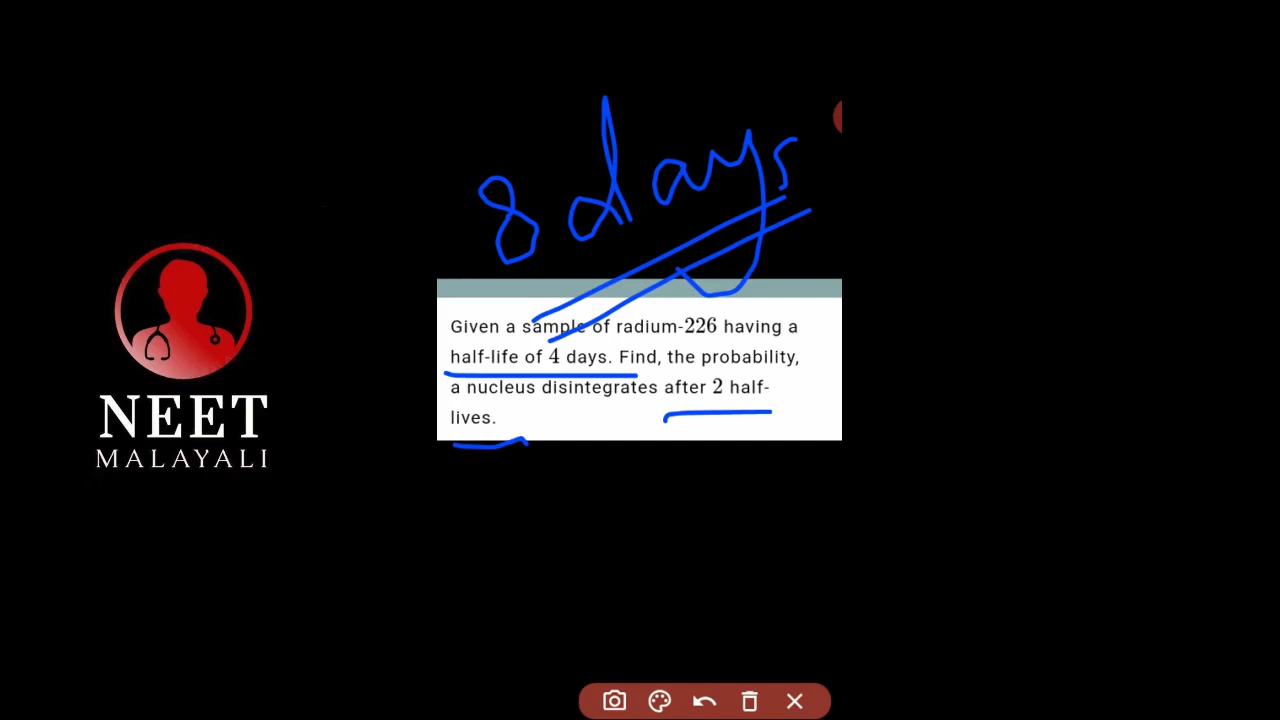 8 days
Given a sample of radium-226 having a
half-life of 4 days. Find, the probability,
a nucleus disintegrates after 2 half-
lives.
NEET
MALAYALI